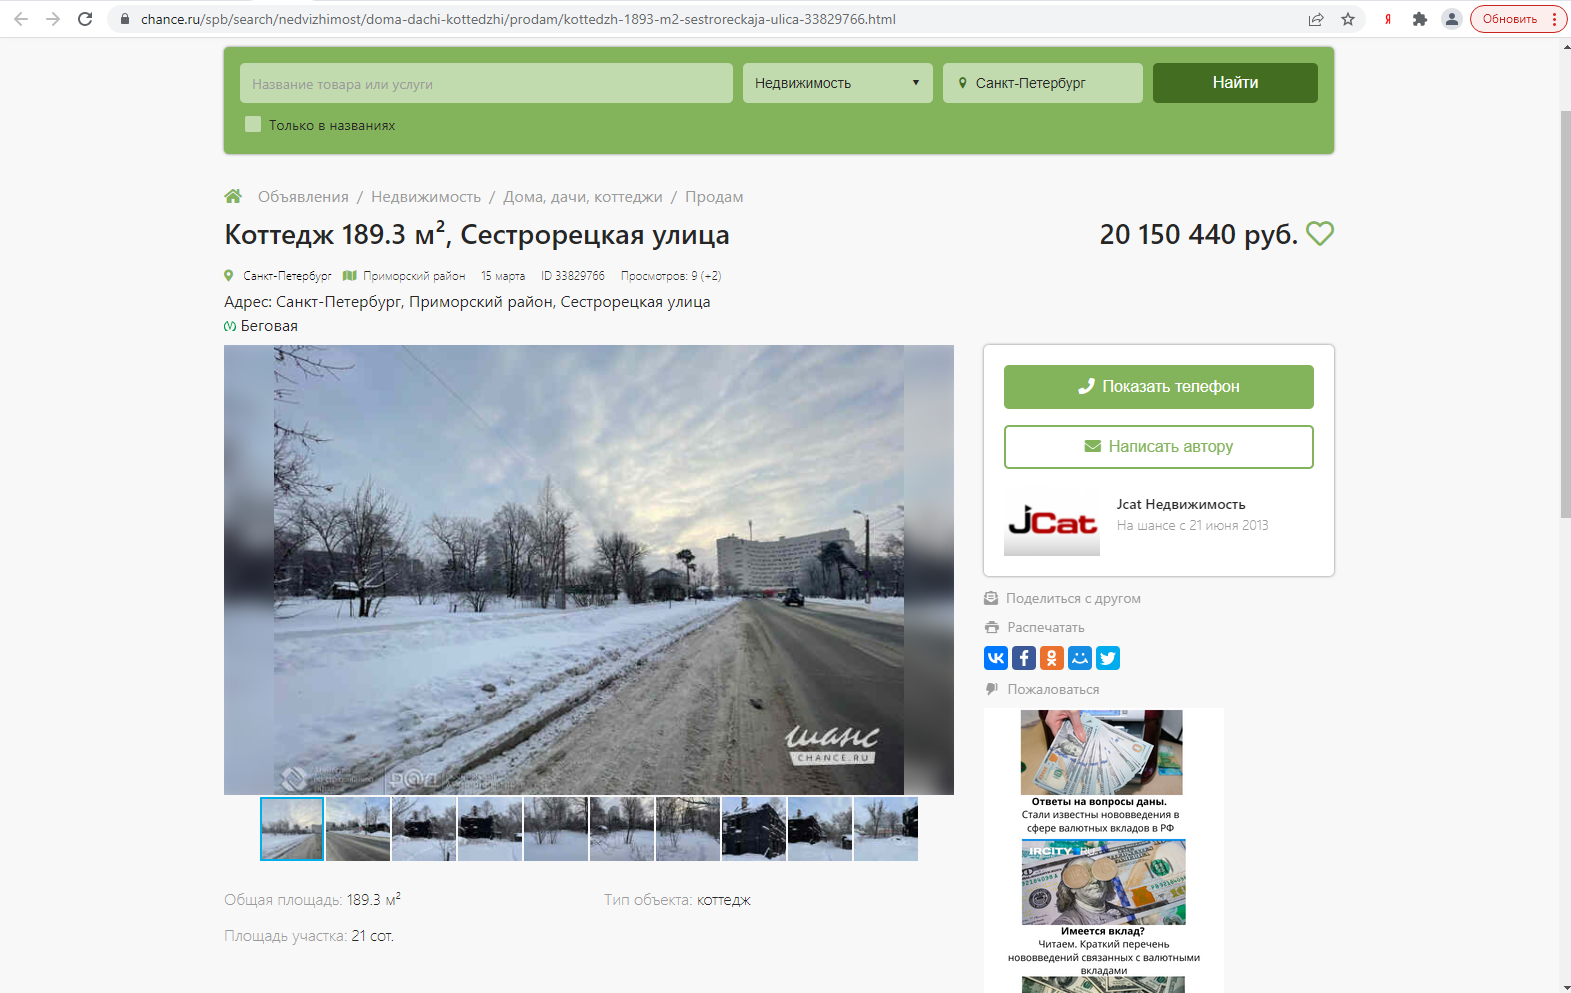 chance.ru/spb/search/nedvizhimost/doma-dachi-kottedzhi/prodam/kottedzh-1893-m2-sestroreckaja-ulica-33829766.html
Я
Обновить
Название товара или услуги
Недвижимость
Санкт-Петербург
Найти
Только в названиях
Объявления / Недвижимость / Дома, дачи, коттеджи / Продам
Коттедж 189.3 м², Сестрорецкая улица
20 150 440 руб.
Санкт-Петербург Приморский район 15 марта ID 33829766 Просмотров: 9 (+2)
Адрес: Санкт-Петербург, Приморский район, Сестрорецкая улица
Беговая
шанс
CHANCE.RU
Общая площадь: 189.3 м²
Тип объекта: коттедж
Площадь участка: 21 сот.
Показать телефон
Написать автору
JCat
Jcat Недвижимость
На шансе с 21 июня 2013
Поделиться с другом
Распечатать
Пожаловаться
Ответы на вопросы даны.
Стали известны нововведения в
сфере валютных вкладов в РФ
IRCITY.RU
Имеется вклад?
Читаем. Краткий перечень
нововведений связанных с валютными
вкладами